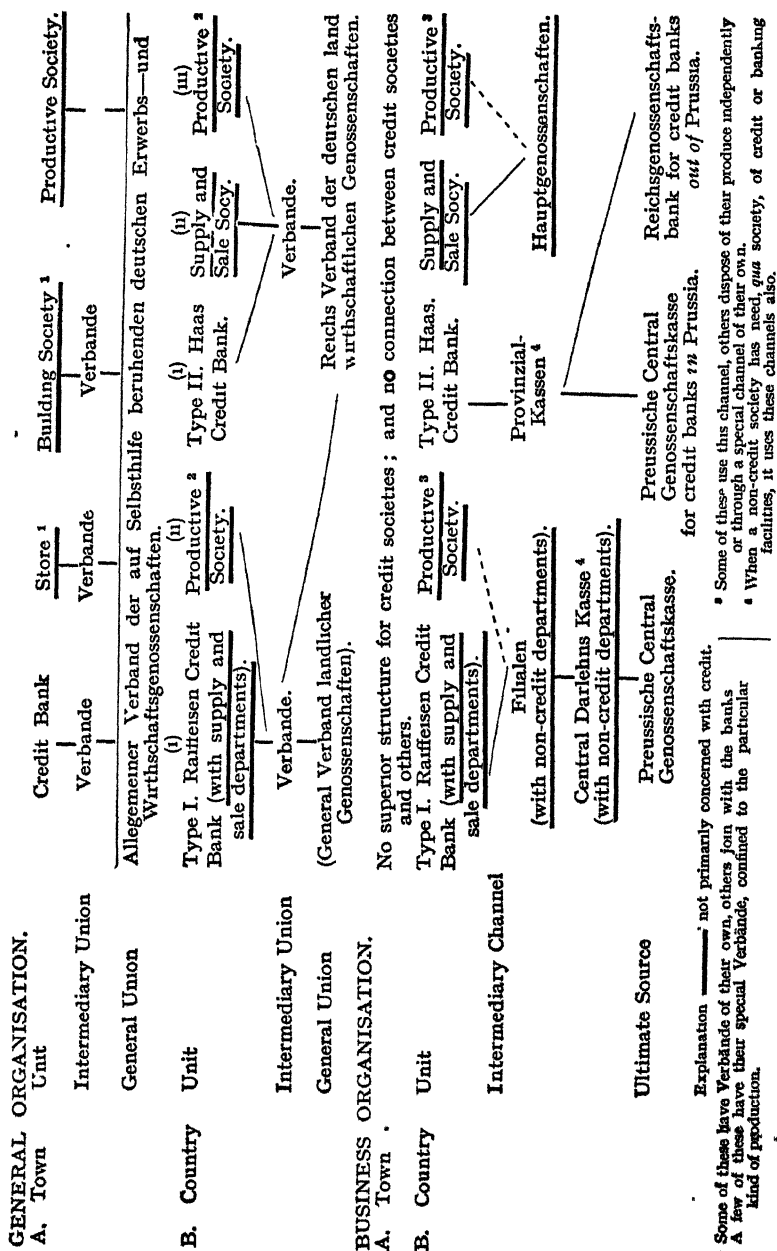 GENERAL ORGANISATION.
A. Town Unit Credit Bank Store ¹ Building Society ¹ Productive Society.
Intermediary Union Verbande Verbande Verbande
General Union Allegemeiner Verband der auf Selbsthilfe beruhenden deutschen Erwerbs—und
Wirthschaftsgenossenschaften.
(1) (11) (1) (11) (111)
B. Country Unit Type I. Raiffeisen Credit Productive ² Type II. Haas Supply and Productive ²
Bank (with supply and Society. Credit Bank. Sale Socy. Society.
sale departments).
Intermediary Union Verbande. Verbande.
General Union (General Verband landlicher Reichs Verband der deutschen land
Genossenschaften). wirthschaftlichen Genossenschaften.
BUSINESS ORGANISATION.
A. Town . No superior structure for credit societies ; and no connection between credit societies
and others.
B. Country Unit Type I. Raiffeisen Credit Productive ³ Type II. Haas. Supply and Productive ³
Bank (with supply and Society. Credit Bank. Sale Socy. Society.
sale departments).
Intermediary Channel Filialen Provinzial- Hauptgenossenschaften.
(with non-credit departments). Kassen ⁴
Central Darlehns Kasse ⁴
(with non-credit departments).
Ultimate Source Preussische Central Preussische Central Reichsgenossenschafts-
Genossenschaftskasse. Genossenschaftskasse bank for credit banks
for credit banks in Prussia. out of Prussia.
Explanation ——— not primarily concerned with credit.
Some of these have Verbände of their own, others join with the banks
A few of these have their special Verbände, confined to the particular
kind of production.
³ Some of these use this channel, others dispose of their produce independently
or through a special channel of their own.
⁴ When a non-credit society has need, qua society, of credit or banking
facilities, it uses these channels also.